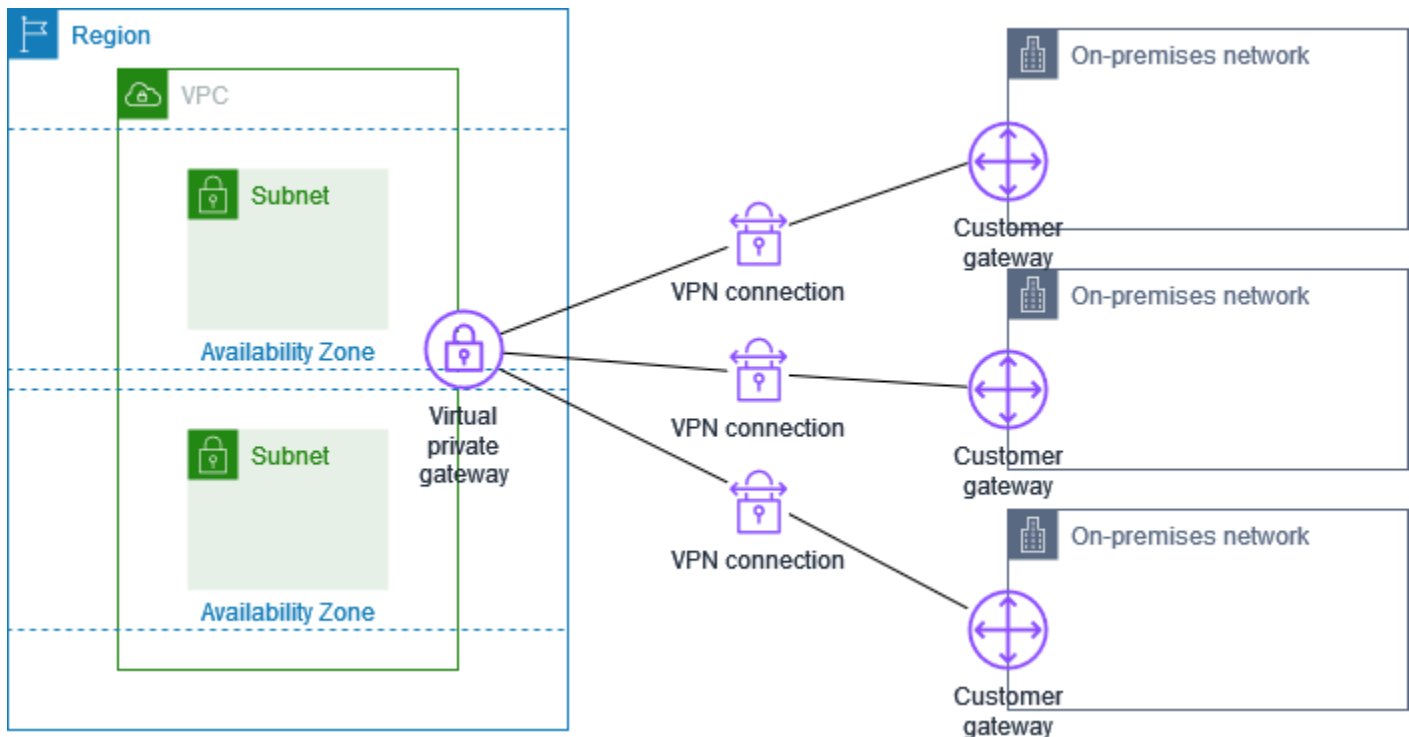 Region
VPC
Subnet
Availability Zone
Subnet
Availability Zone
Virtual
private
gateway
VPN connection
VPN connection
VPN connection
On-premises network
Customer
gateway
On-premises network
Customer
gateway
On-premises network
Customer
gateway